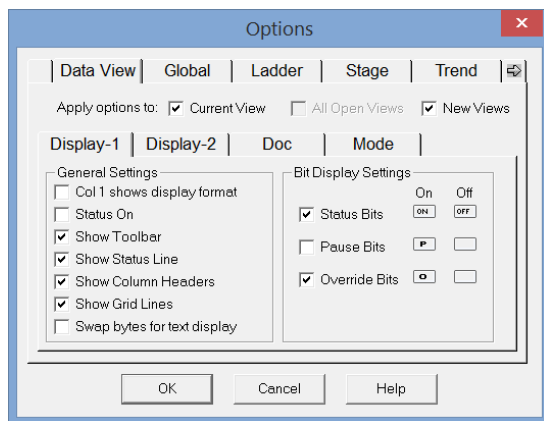 Options
Data View Global Ladder Stage Trend
Apply options to: Current View All Open Views New Views
Display-1 Display-2 Doc Mode
General Settings
Col 1 shows display format
Status On
Show Toolbar
Show Status Line
Show Column Headers
Show Grid Lines
Swap bytes for text display
Bit Display Settings
On Off
Status Bits ON OFF
Pause Bits P
Override Bits O
OK Cancel Help